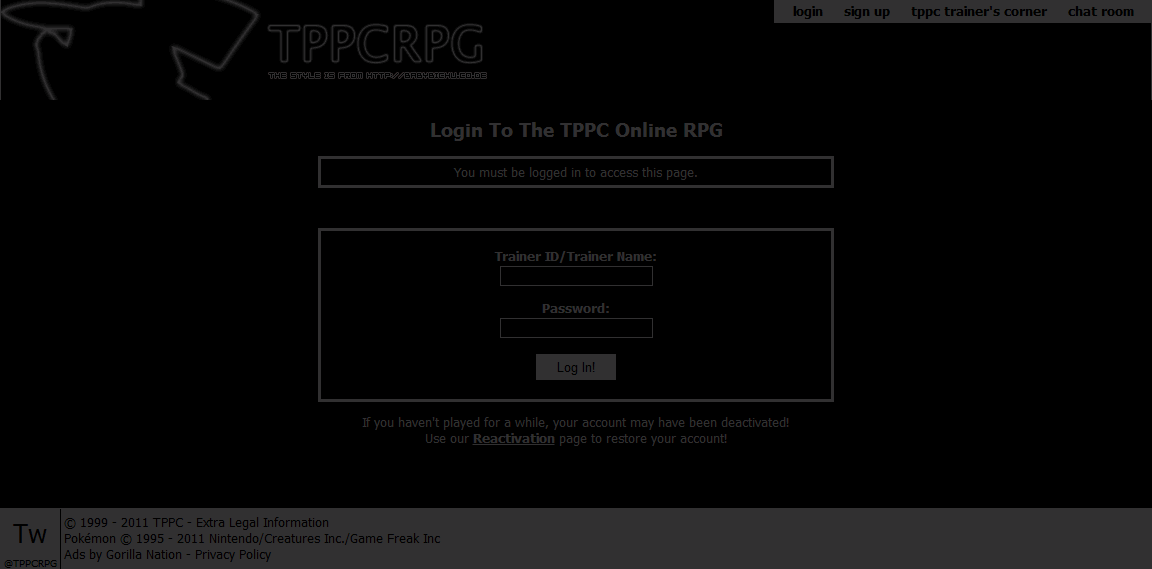 login sign up tppc trainer's corner chat room
TPPCRPG
THE STYLE IS FROM HTTP://BABYBICHU.CO.DE
Login To The TPPC Online RPG
You must be logged in to access this page.
Trainer ID/Trainer Name:
Password:
Log In!
If you haven't played for a while, your account may have been deactivated!
Use our Reactivation page to restore your account!
Tw
@TPPCRPG
© 1999 - 2011 TPPC - Extra Legal Information
Pokémon © 1995 - 2011 Nintendo/Creatures Inc./Game Freak Inc
Ads by Gorilla Nation - Privacy Policy